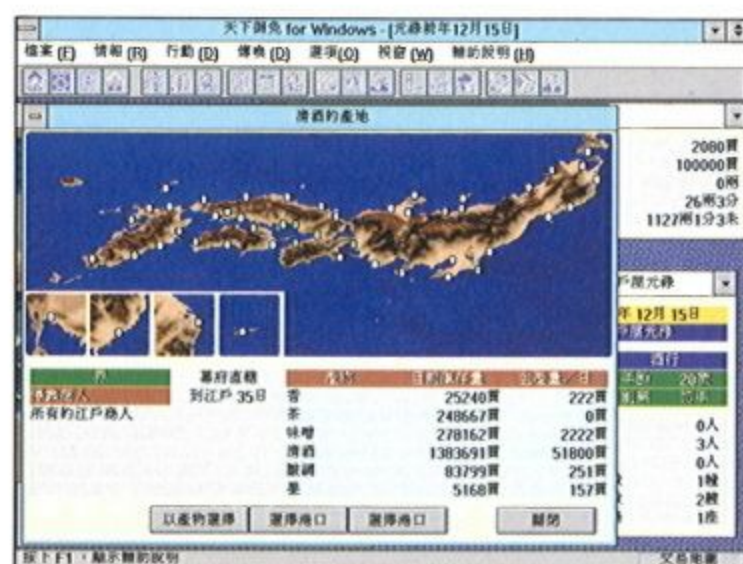 天下御免 for Windows - [元祿前年12月15日]
檔案(F) 情報(R) 行動(D) 傳喚(D) 選項(O) 視窗(W) 輔助說明(H)
清酒的產地
2080貫
100000貫
0兩
26兩3分
1127兩1分3朱
戶屋元祿
年 12月 15日
幕府直轄
到江戶 35日
所有的江戶商人
25240貫 222貫
茶 248667貫 0貫
味噌 278162貫 2222貫
清酒 1383691貫 51800貫
83799貫 251貫
5168貫 157貫
0人
3人
0人
1幢
2艘
1座
以產物選擇 選擇港口 選擇港口 關閉
按下F1,顯示輔助說明 交易地圖